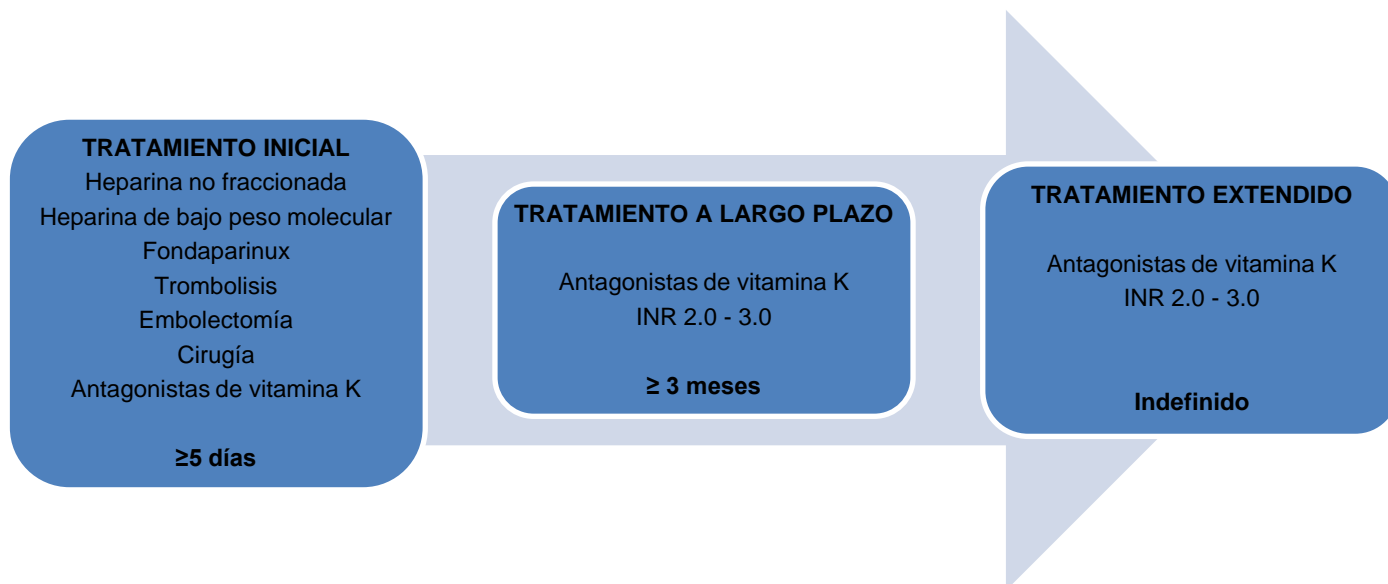 TRATAMIENTO INICIAL
Heparina no fraccionada
Heparina de bajo peso molecular
Fondaparinux
Trombolisis
Embolectomía
Cirugía
Antagonistas de vitamina K
≥5 días
TRATAMIENTO A LARGO PLAZO
Antagonistas de vitamina K
INR 2.0 - 3.0
≥ 3 meses
TRATAMIENTO EXTENDIDO
Antagonistas de vitamina K
INR 2.0 - 3.0
Indefinido